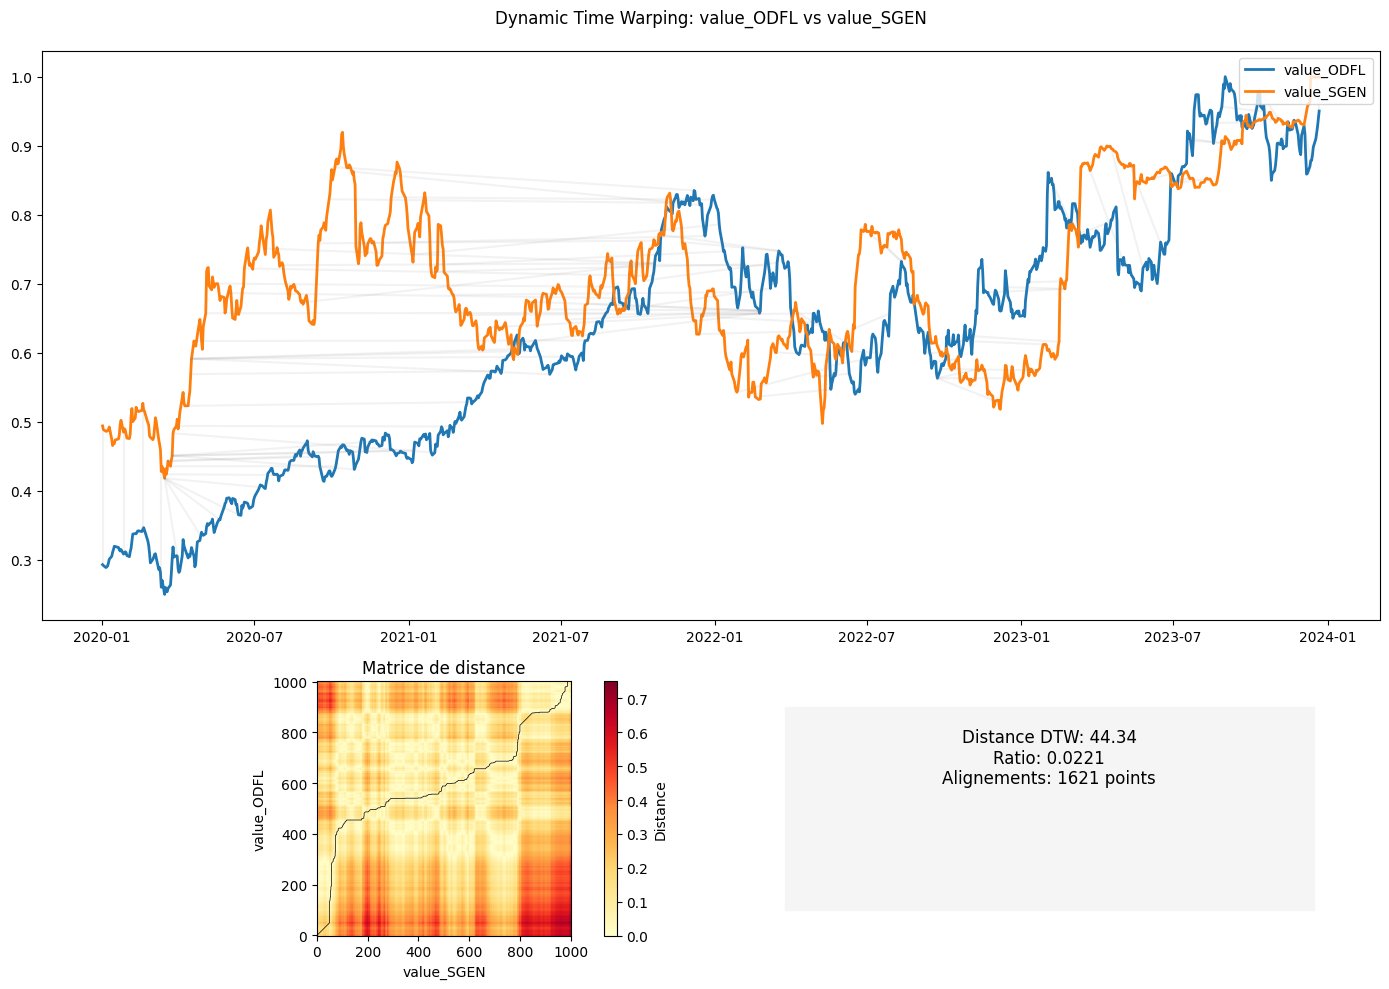 Dynamic Time Warping: value_ODFL vs value_SGEN
value_ODFL
value_SGEN
1.0
0.9
0.8
0.7
0.6
0.5
0.4
0.3
2020-01 2020-07 2021-01 2021-07 2022-01 2022-07 2023-01 2023-07 2024-01
Matrice de distance
1000
800
600
400
200
0
value_ODFL
0 200 400 600 800 1000
value_SGEN
0.7
0.6
0.5
0.4
0.3
0.2
0.1
0.0
Distance
Distance DTW: 44.34
Ratio: 0.0221
Alignements: 1621 points